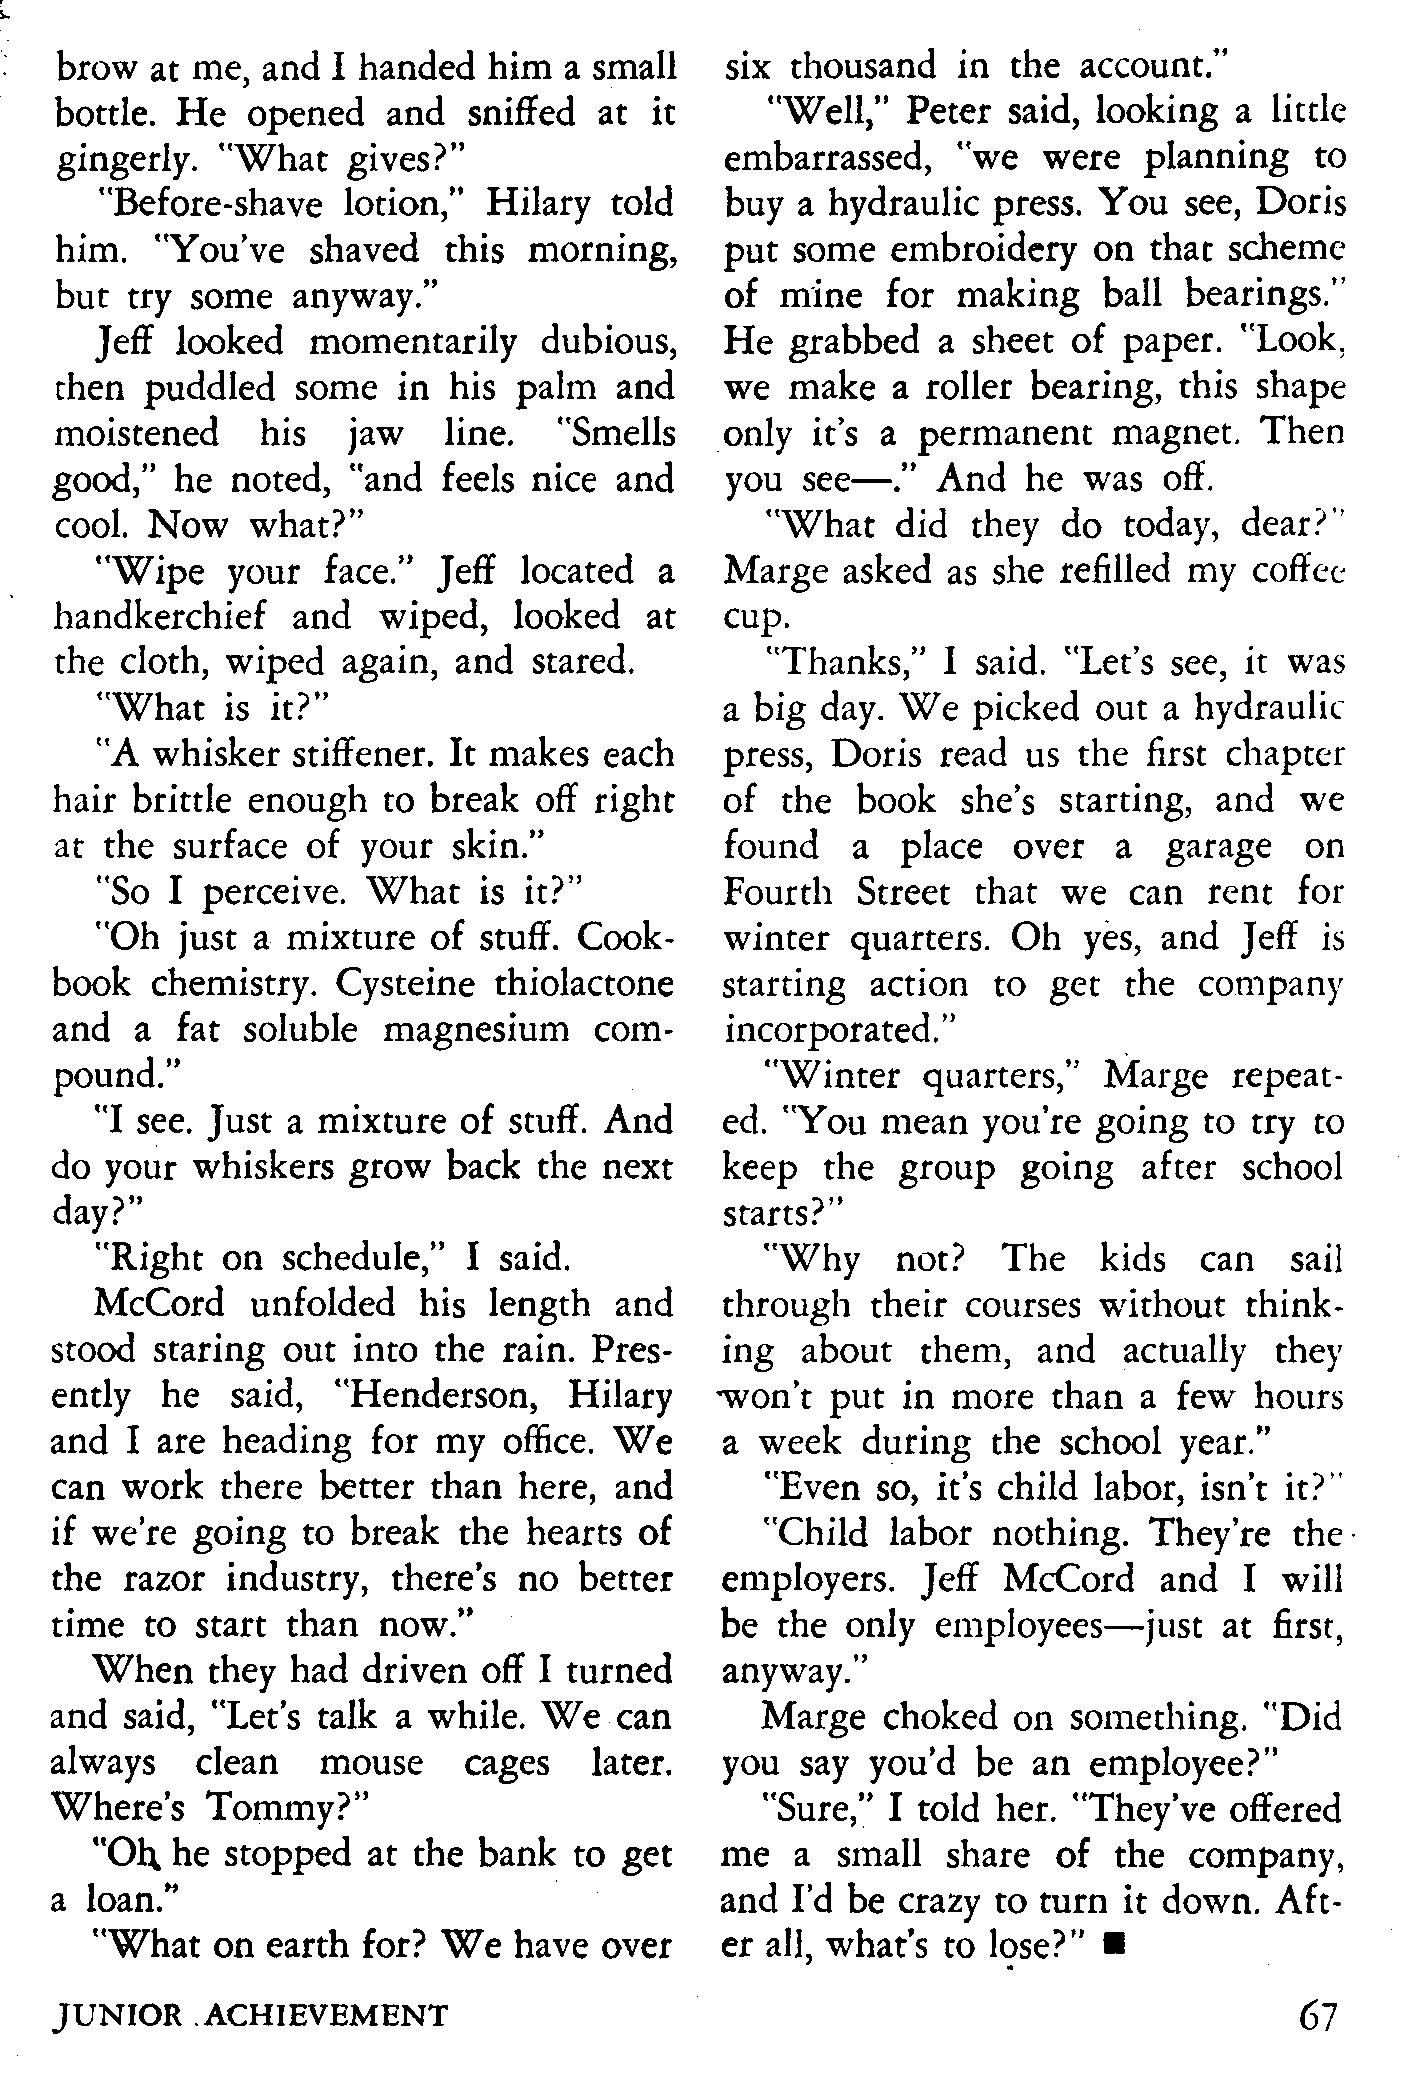 brow at me, and I handed him a small
bottle. He opened and sniffed at it
gingerly. "What gives?"
"Before-shave lotion," Hilary told
him. "You've shaved this morning,
but try some anyway."
Jeff looked momentarily dubious,
then puddled some in his palm and
moistened his jaw line. "Smells
good," he noted, "and feels nice and
cool. Now what?"
"Wipe your face." Jeff located a
handkerchief and wiped, looked at
the cloth, wiped again, and stared.
"What is it?"
"A whisker stiffener. It makes each
hair brittle enough to break off right
at the surface of your skin."
"So I perceive. What is it?"
"Oh just a mixture of stuff. Cook-
book chemistry. Cysteine thiolactone
and a fat soluble magnesium com-
pound."
"I see. Just a mixture of stuff. And
do your whiskers grow back the next
day?"
"Right on schedule," I said.
McCord unfolded his length and
stood staring out into the rain. Pres-
ently he said, "Henderson, Hilary
and I are heading for my office. We
can work there better than here, and
if we're going to break the hearts of
the razor industry, there's no better
time to start than now."
When they had driven off I turned
and said, "Let's talk a while. We can
always clean mouse cages later.
Where's Tommy?"
"Oh, he stopped at the bank to get
a loan."
"What on earth for? We have over
six thousand in the account."
"Well," Peter said, looking a little
embarrassed, "we were planning to
buy a hydraulic press. You see, Doris
put some embroidery on that scheme
of mine for making ball bearings."
He grabbed a sheet of paper. "Look,
we make a roller bearing, this shape
only it's a permanent magnet. Then
you see—." And he was off.
"What did they do today, dear?"
Marge asked as she refilled my coffee
cup.
"Thanks," I said. "Let's see, it was
a big day. We picked out a hydraulic
press, Doris read us the first chapter
of the book she's starting, and we
found a place over a garage on
Fourth Street that we can rent for
winter quarters. Oh yes, and Jeff is
starting action to get the company
incorporated."
"Winter quarters," Marge repeat-
ed. "You mean you're going to try to
keep the group going after school
starts?"
"Why not? The kids can sail
through their courses without think-
ing about them, and actually they
won't put in more than a few hours
a week during the school year."
"Even so, it's child labor, isn't it?"
"Child labor nothing. They're the
employers. Jeff McCord and I will
be the only employees—just at first,
anyway."
Marge choked on something. "Did
you say you'd be an employee?"
"Sure," I told her. "They've offered
me a small share of the company,
and I'd be crazy to turn it down. Aft-
er all, what's to lose?" ■
JUNIOR ACHIEVEMENT
67